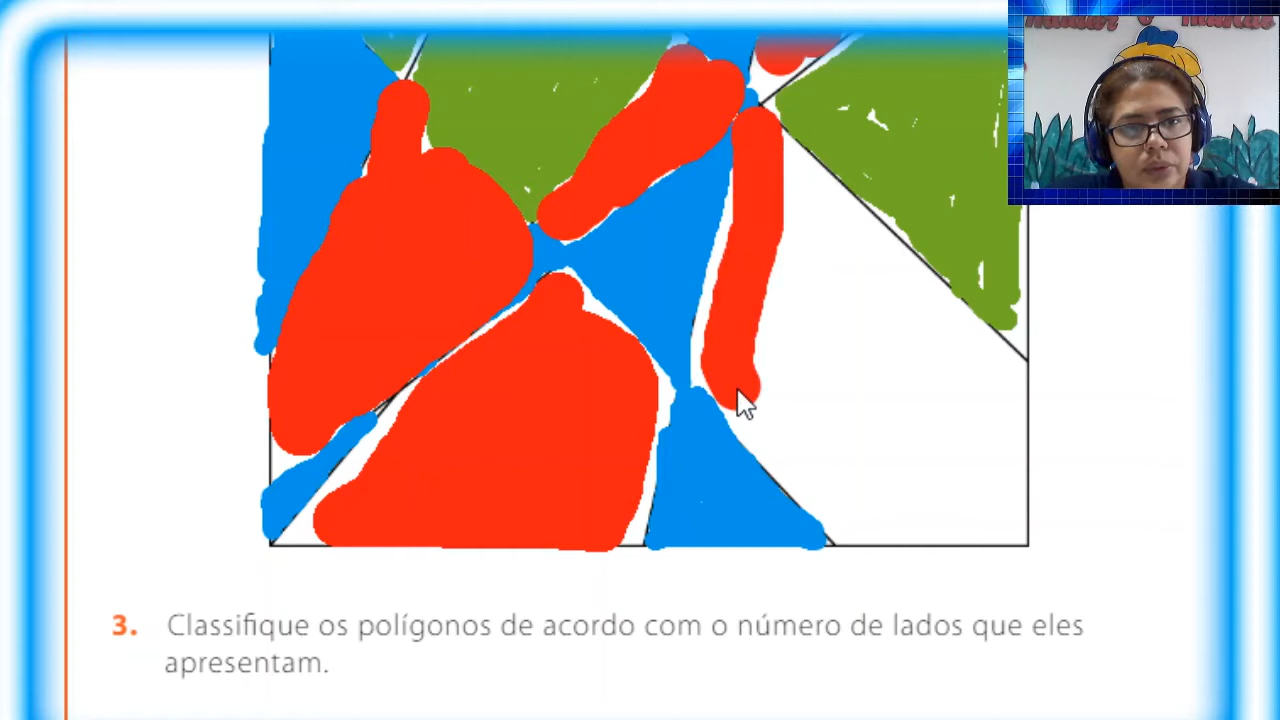 3. Classifique os polígonos de acordo com o número de lados que eles
apresentam.